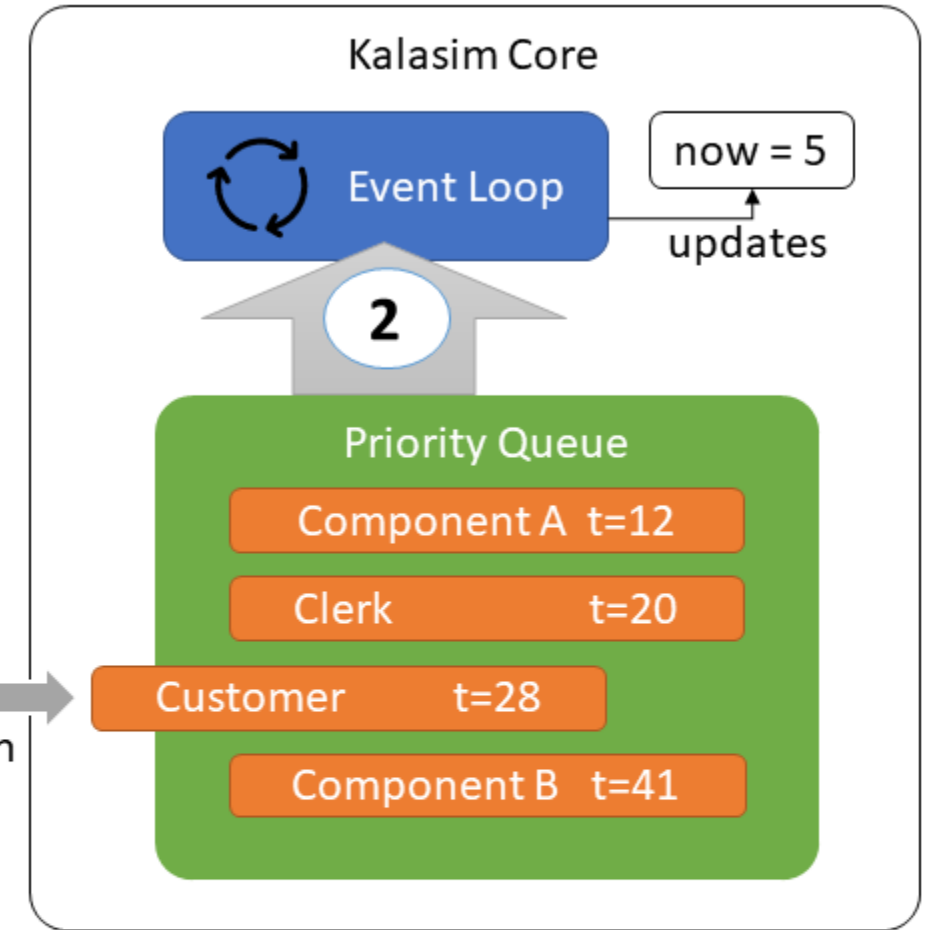 Kalasim Core
Event Loop
now = 5
updates
2
Priority Queue
Component A t=12
Clerk t=20
Customer t=28
Component B t=41